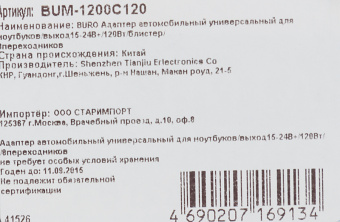 Артикул: BUM-1200C120
Наименование: BURO Адаптер автомобильный универсальный для
ноутбуков/выход15-24В+/120Вт/блистер/
8переходников
Страна происхождения: Китай
Производитель: Shenzhen Tianjiu Erlectronics Co
КНР, Гуандонг,г.Шеньжень, р-н Нашан, Манан роуд, 21-5
Импортёр: ООО СТАРИМПОРТ
125367 г.Москва, Врачебный проезд, д.10, оф.8
Адаптер автомобильный универсальный для ноутбуков/выход15-24В+/120Вт/
/8переходников
не требует особых условий хранения
Годен до: 11.09.2015
Не подлежит обязательной
сертификации
41526
4 690207 169134